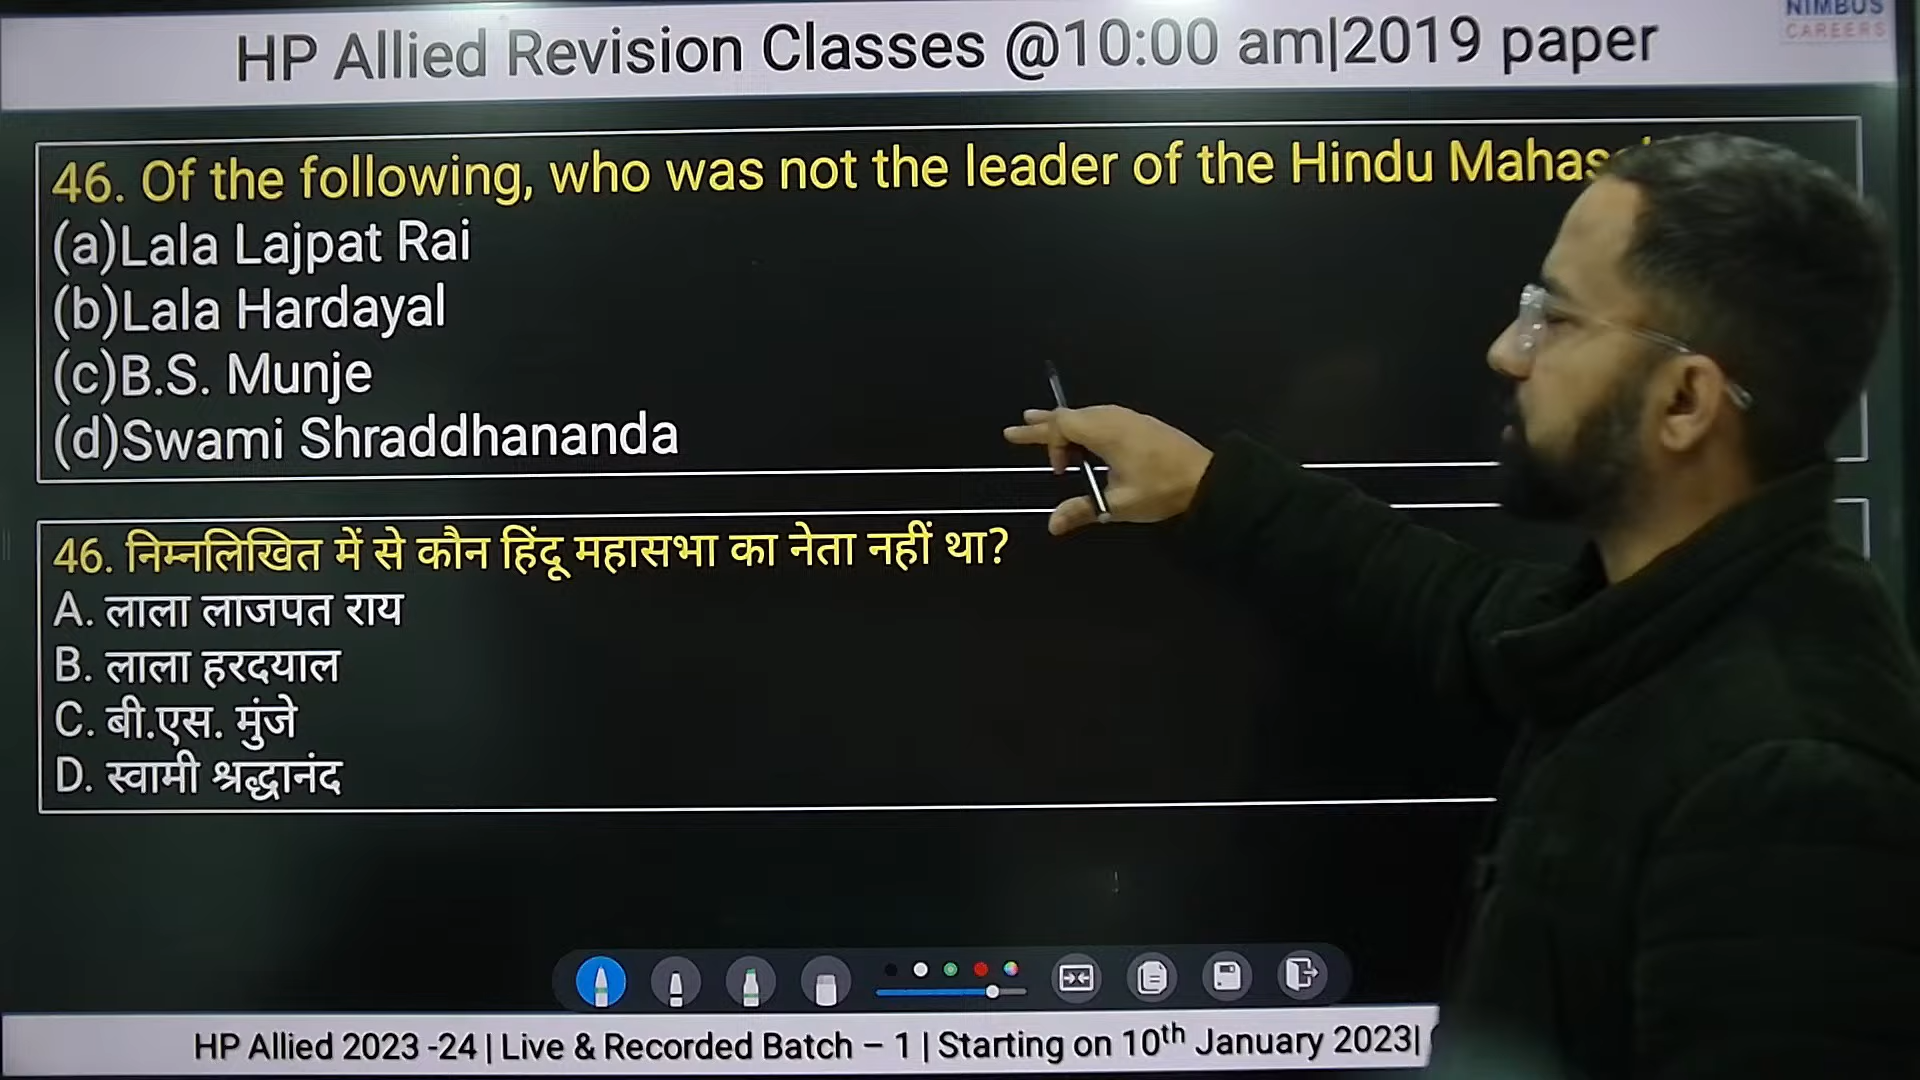 NIMBUS
CAREERS
HP Allied Revision Classes @10:00 am|2019 paper
46. Of the following, who was not the leader of the Hindu
(a)Lala Lajpat Rai
(b)Lala Hardayal
(c)B.S. Munje
(d)Swami Shraddhananda
46. निम्नलिखित में से कौन हिंदू महासभा का नेता नहीं था?
A. लाला लाजपत राय
B. लाला हरदयाल
C. बी.एस. मुंजे
D. स्वामी श्रद्धानंद
HP Allied 2023 -24 | Live & Recorded Batch – 1 | Starting on 10th January 2023|